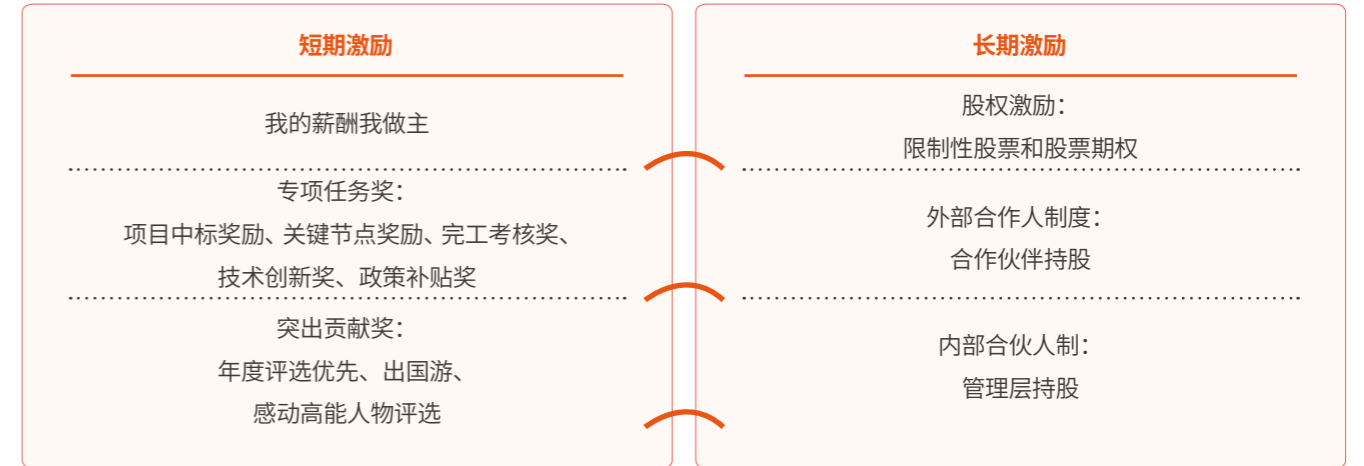 短期激励
我的薪酬我做主
专项任务奖：
项目中标奖励、关键节点奖励、完工考核奖、
技术创新奖、政策补贴奖
突出贡献奖：
年度评选优先、出国游、
感动高能人物评选
长期激励
股权激励：
限制性股票和股票期权
外部合作人制度：
合作伙伴持股
内部合伙人制：
管理层持股